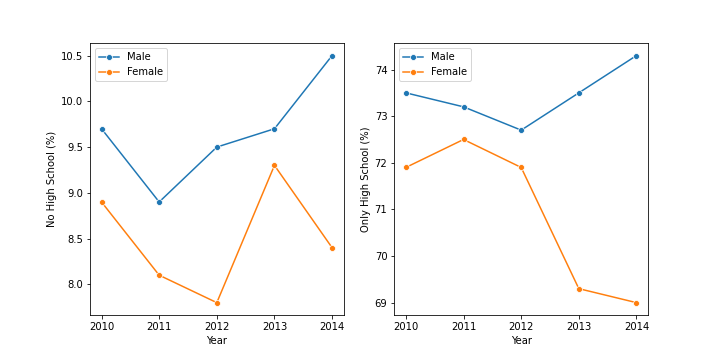 Male
Female
10.5
10.0
9.5
9.0
8.5
8.0
No High School (%)
2010 2011 2012 2013 2014
Year
Male
Female
74
73
72
71
70
69
Only High School (%)
2010 2011 2012 2013 2014
Year